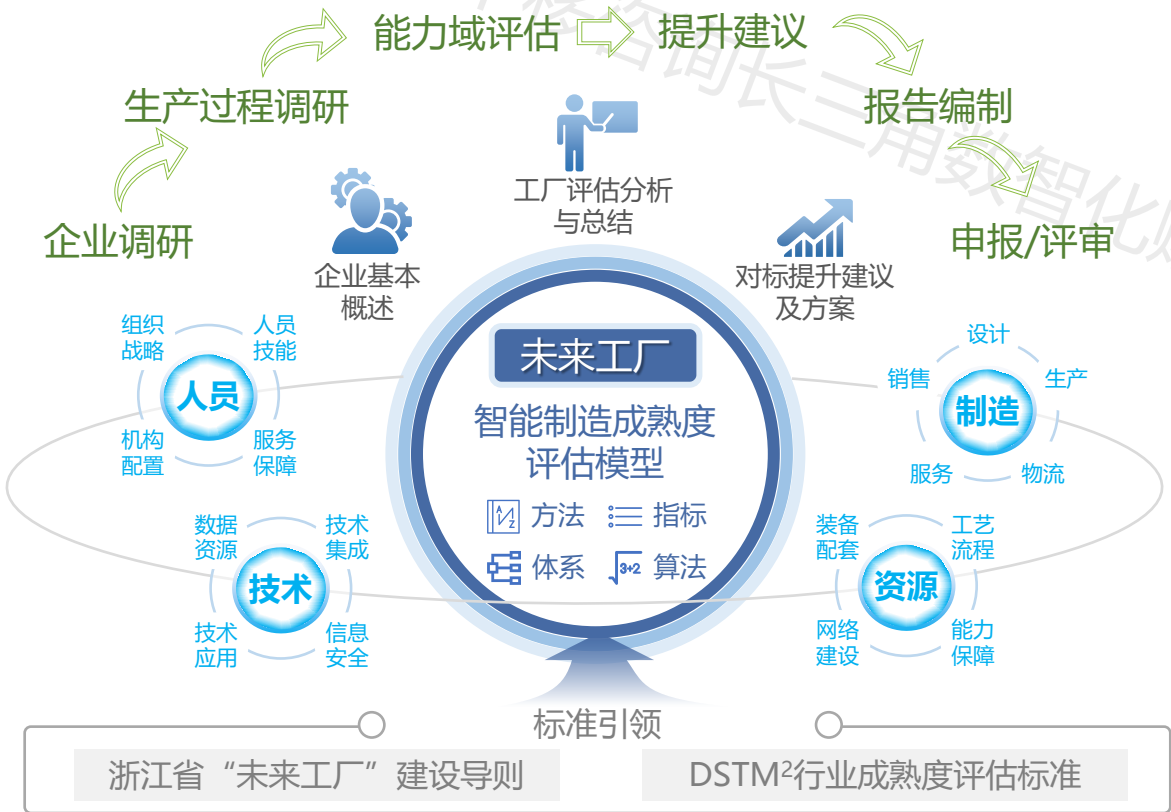 能力域评估
提升建议
生产过程调研
报告编制
企业调研
申报/评审
工厂评估分析
与总结
企业基本
概述
对标提升建议
及方案
未来工厂
智能制造成熟度
评估模型
方法
指标
体系
算法
组织
战略
人员
技能
人员
机构
配置
服务
保障
设计
销售
生产
制造
服务
物流
数据
资源
技术
集成
技术
技术
应用
信息
安全
装备
配套
工艺
流程
资源
网络
建设
能力
保障
标准引领
浙江省“未来工厂”建设导则
DSTM²行业成熟度评估标准
咨询长三角数智化